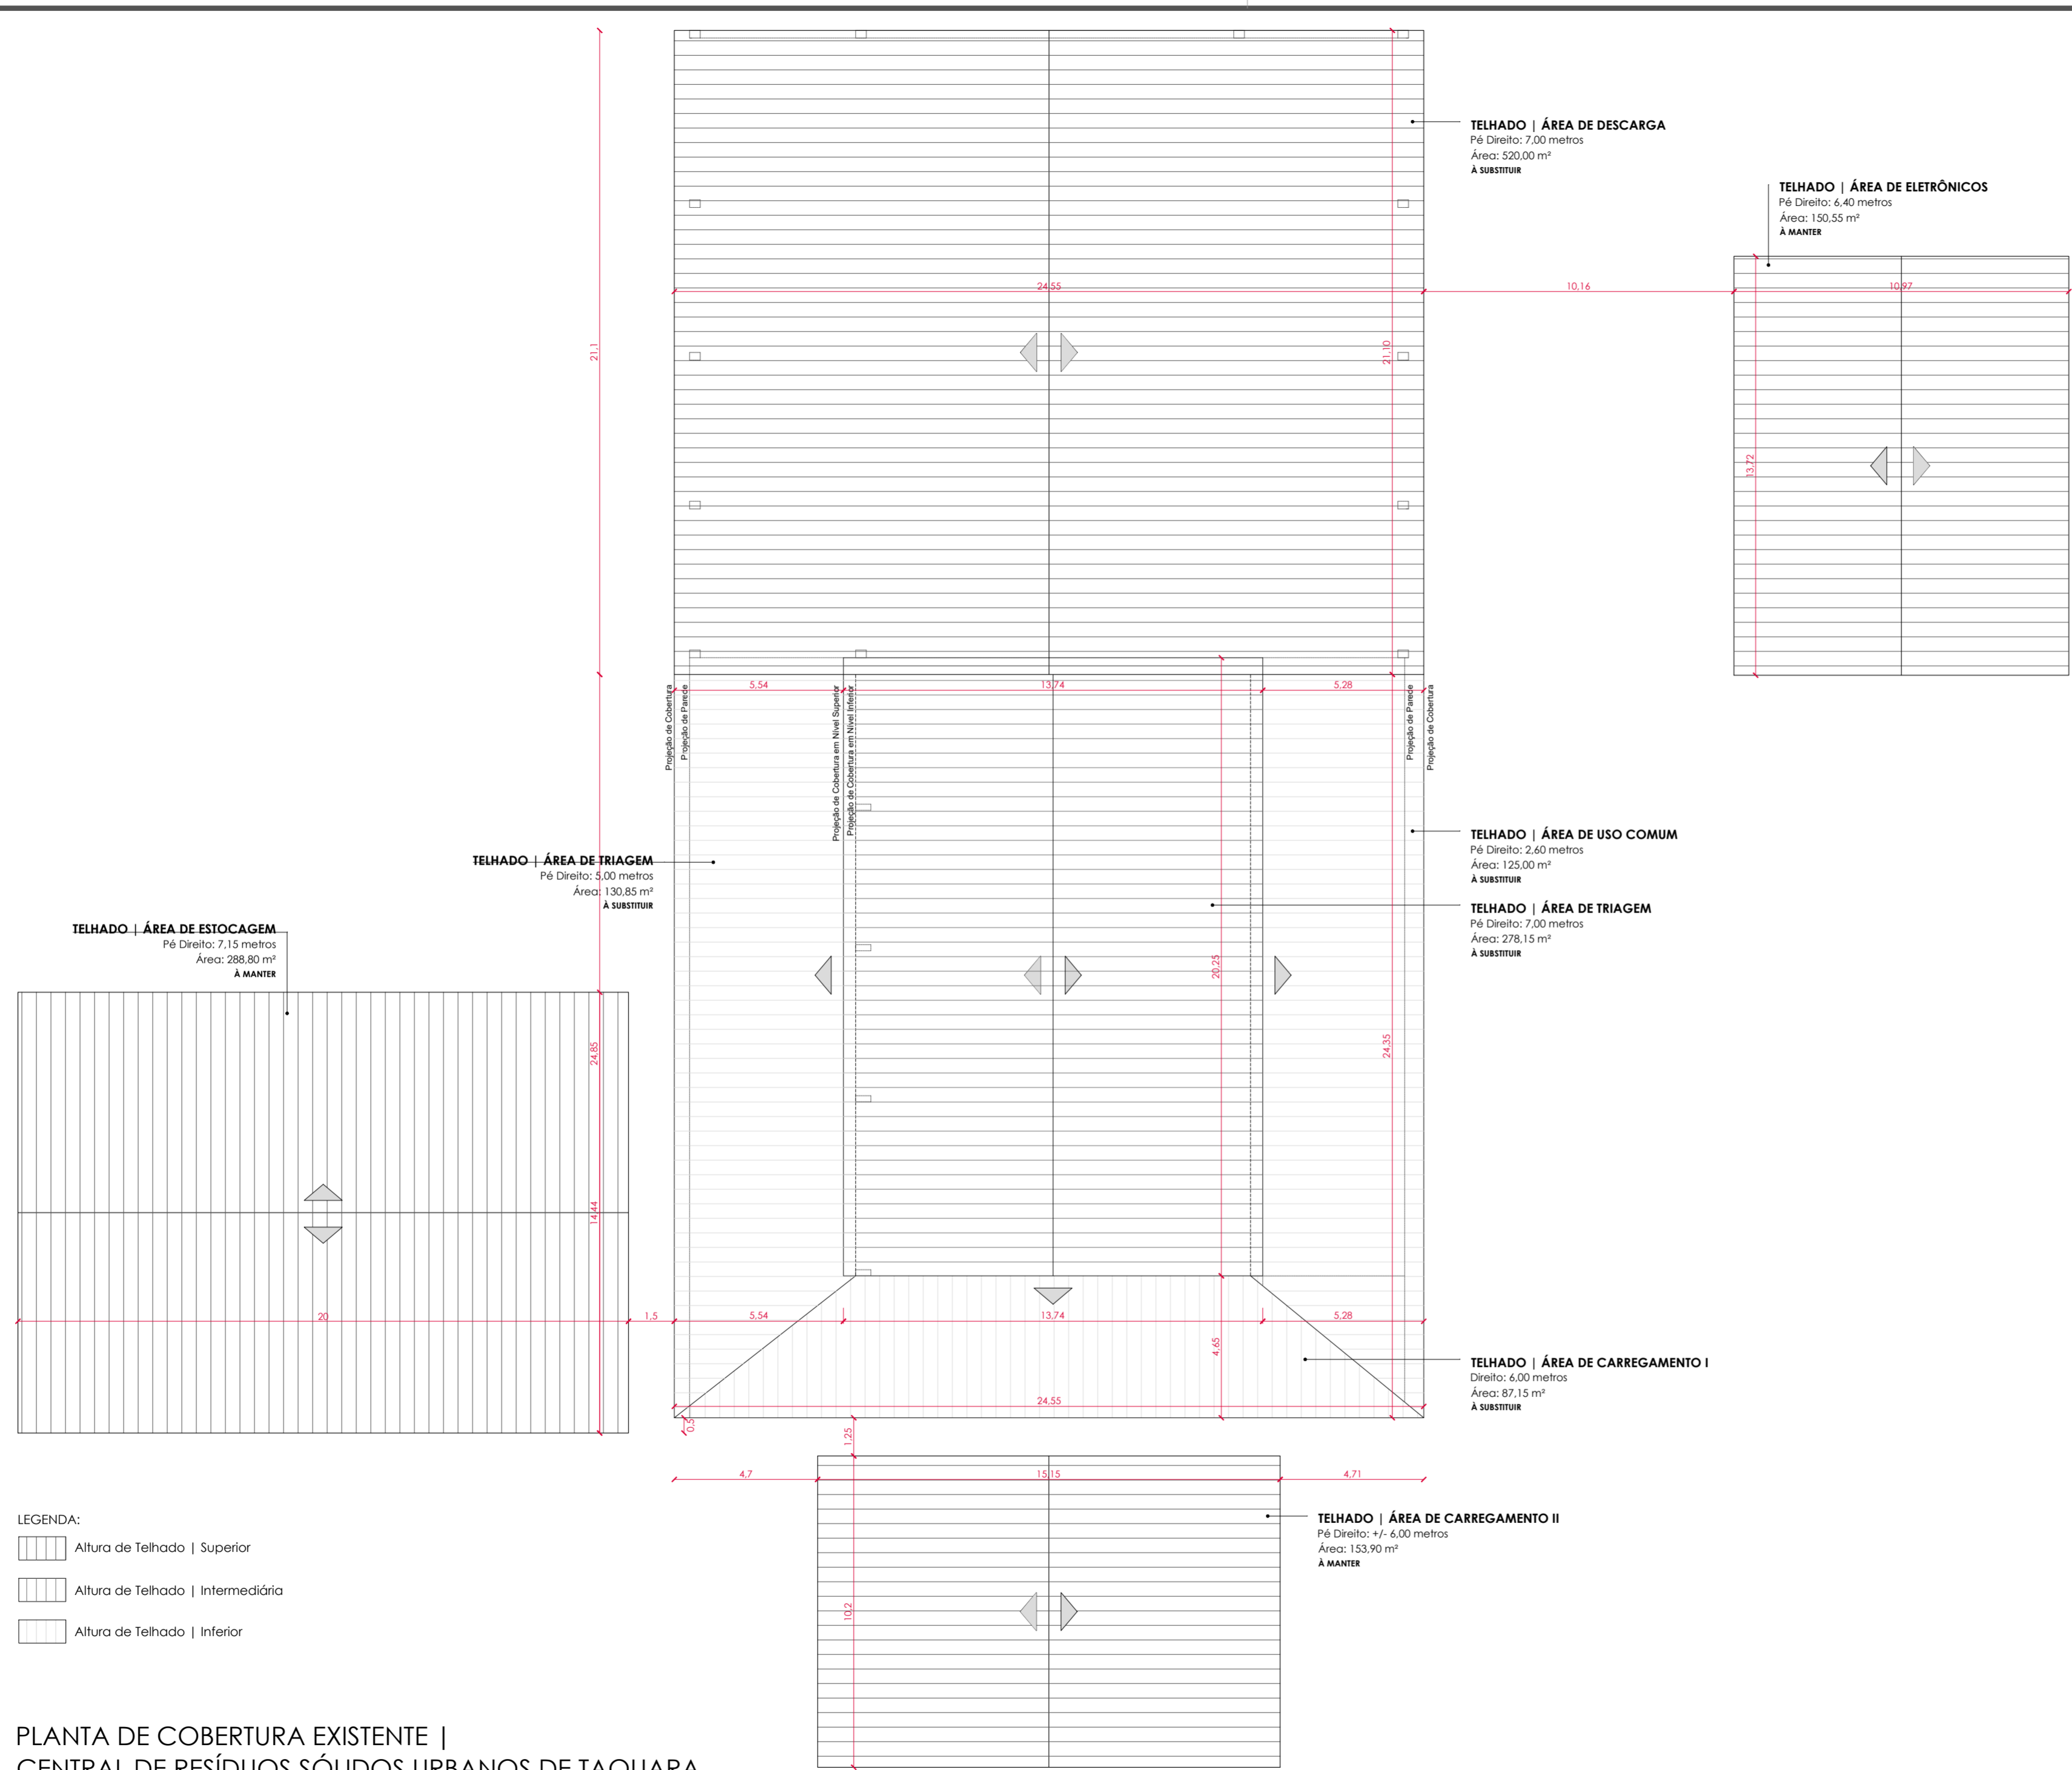 TELHADO | ÁREA DE DESCARGA
Pé Direito: 7,00 metros
Área: 520,00 m²
À SUBSTITUIR
TELHADO | ÁREA DE ELETRÔNICOS
Pé Direito: 6,40 metros
Área: 150,55 m²
À MANTER
24,55
10,16
10,97
21,1
21,10
13,72
5,54
13,74
5,28
Projeção de Cobertura
Projeção de Parede
Projeção de Cobertura em Nível Superior
Projeção de Cobertura em Nível Inferior
Projeção de Parede
Projeção de Cobertura
TELHADO | ÁREA DE USO COMUM
Pé Direito: 2,60 metros
Área: 125,00 m²
À SUBSTITUIR
TELHADO | ÁREA DE TRIAGEM
Pé Direito: 5,00 metros
Área: 130,85 m²
À SUBSTITUIR
TELHADO | ÁREA DE TRIAGEM
Pé Direito: 7,00 metros
Área: 278,15 m²
À SUBSTITUIR
TELHADO | ÁREA DE ESTOCAGEM
Pé Direito: 7,15 metros
Área: 288,80 m²
À MANTER
20,25
24,85
24,35
14,44
20
1,5
5,54
13,74
5,28
4,65
TELHADO | ÁREA DE CARREGAMENTO I
Direito: 6,00 metros
Área: 87,15 m²
À SUBSTITUIR
24,55
0,5
1,25
4,7
15,15
4,71
TELHADO | ÁREA DE CARREGAMENTO II
Pé Direito: +/- 6,00 metros
Área: 153,90 m²
À MANTER
10,2
LEGENDA:
Altura de Telhado | Superior
Altura de Telhado | Intermediária
Altura de Telhado | Inferior
PLANTA DE COBERTURA EXISTENTE |
CENTRAL DE RESÍDUOS SÓLIDOS URBANOS DE TAQUARA